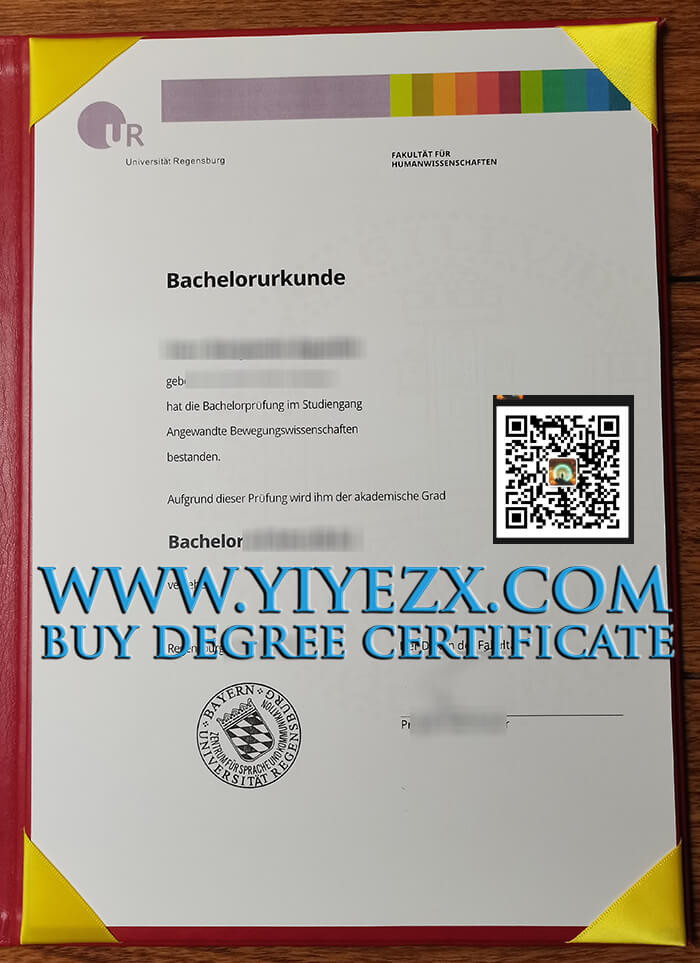 UR
Universität Regensburg
FAKULTÄT FÜR
HUMANWISSENSCHAFTEN
Bachelorurkunde
hat die Bachelorprüfung im Studiengang
Angewandte Bewegungswissenschaften
bestanden.
Aufgrund dieser Prüfung wird ihm der akademische Grad
Bachelor
WWW.YIYEZX.COM
BUY DEGREE CERTIFICATE
BAYERN
ZENTRUM FÜR SPRACHE UND KOMMUNIKATION
UNIVERSITÄT REGENSBURG